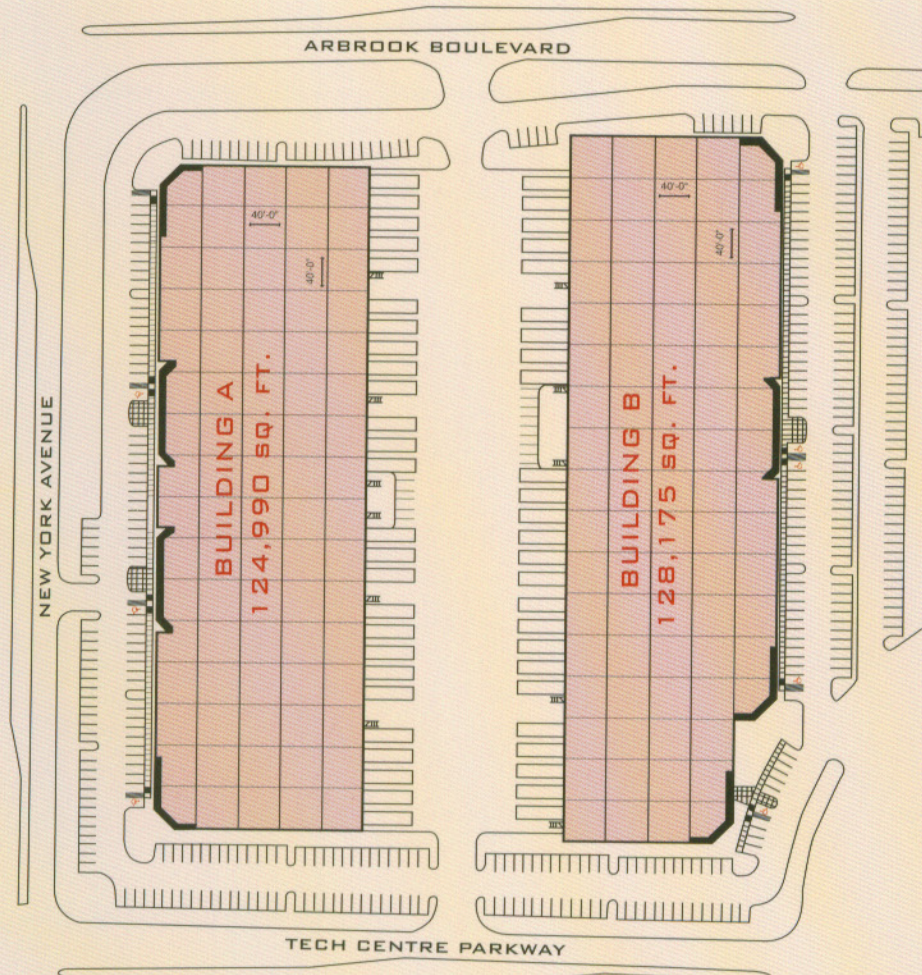 ARBROOK BOULEVARD
NEW YORK AVENUE
40'-0"
40'-0"
BUILDING A
124,990 SQ. FT.
40'-0"
40'-0"
BUILDING B
128,175 SQ. FT.
TECH CENTRE PARKWAY